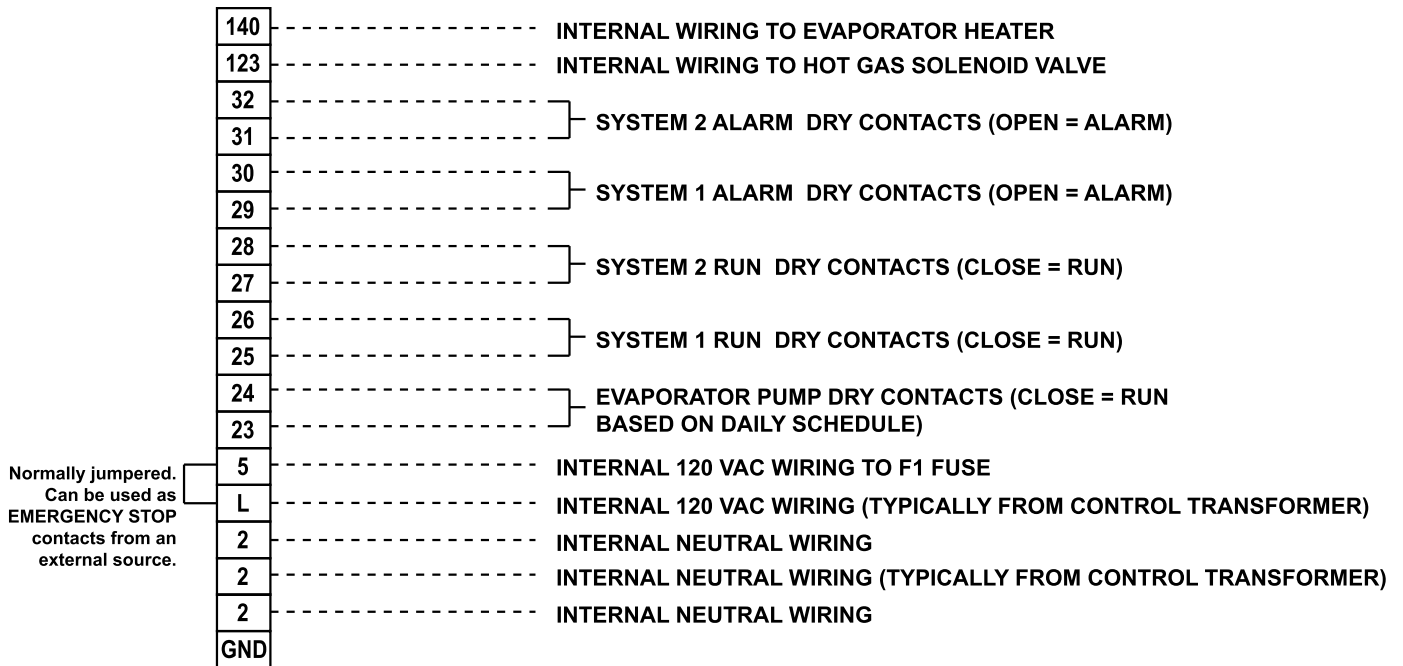 140 INTERNAL WIRING TO EVAPORATOR HEATER
123 INTERNAL WIRING TO HOT GAS SOLENOID VALVE
32
SYSTEM 2 ALARM DRY CONTACTS (OPEN = ALARM)
31
30
SYSTEM 1 ALARM DRY CONTACTS (OPEN = ALARM)
29
28
SYSTEM 2 RUN DRY CONTACTS (CLOSE = RUN)
27
26
SYSTEM 1 RUN DRY CONTACTS (CLOSE = RUN)
25
24
EVAPORATOR PUMP DRY CONTACTS (CLOSE = RUN
BASED ON DAILY SCHEDULE)
23
Normally jumpered.
Can be used as
EMERGENCY STOP
contacts from an
external source.
5 INTERNAL 120 VAC WIRING TO F1 FUSE
L INTERNAL 120 VAC WIRING (TYPICALLY FROM CONTROL TRANSFORMER)
2 INTERNAL NEUTRAL WIRING
2 INTERNAL NEUTRAL WIRING (TYPICALLY FROM CONTROL TRANSFORMER)
2 INTERNAL NEUTRAL WIRING
GND